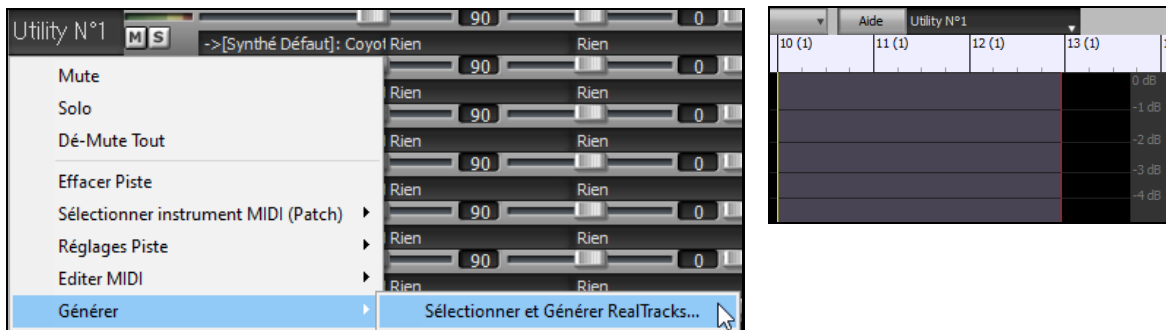 90 0
Utility N°1 M S ->[Synthé Défaut]: Coyot Rien Rien
90 0
Mute
Rien Rien
Solo
90 0
Dé-Mute Tout
Rien Rien
90 0
Effacer Piste
Rien Rien
Sélectionner instrument MIDI (Patch)
90 0
Réglages Piste
Rien Rien
90 0
Editer MIDI
Rien Rien
Générer
Sélectionner et Générer RealTracks...
Aide Utility N°1
10 (1) 11 (1) 12 (1) 13 (1) 1
0 dB
-1 dB
-2 dB
-3 dB
-4 dB